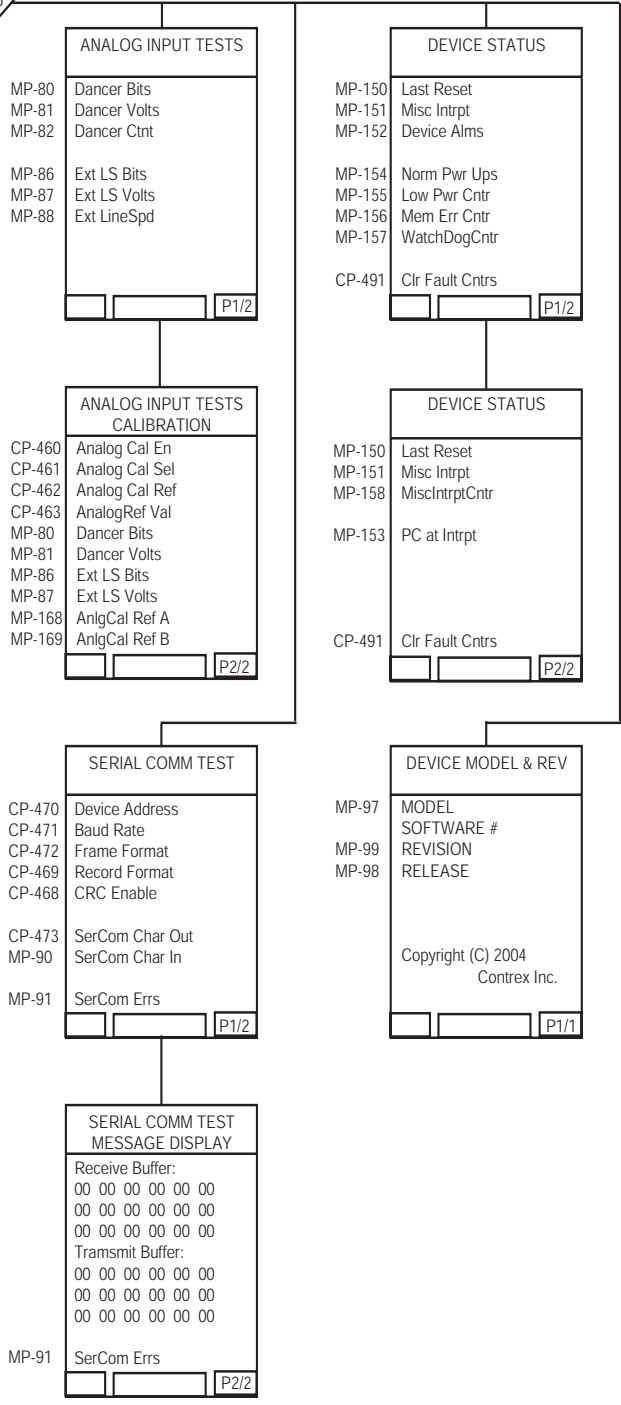 ANALOG INPUT TESTS
MP-80 Dancer Bits
MP-81 Dancer Volts
MP-82 Dancer Ctnt
MP-86 Ext LS Bits
MP-87 Ext LS Volts
MP-88 Ext LineSpd
P1/2
DEVICE STATUS
MP-150 Last Reset
MP-151 Misc Intrpt
MP-152 Device Alms
MP-154 Norm Pwr Ups
MP-155 Low Pwr Cntr
MP-156 Mem Err Cntr
MP-157 WatchDogCntr
CP-491 Clr Fault Cntrs
P1/2
ANALOG INPUT TESTS
CALIBRATION
CP-460 Analog Cal En
CP-461 Analog Cal Sel
CP-462 Analog Cal Ref
CP-463 AnalogRef Val
MP-80 Dancer Bits
MP-81 Dancer Volts
MP-86 Ext LS Bits
MP-87 Ext LS Volts
MP-168 AnlgCal Ref A
MP-169 AnlgCal Ref B
P2/2
DEVICE STATUS
MP-150 Last Reset
MP-151 Misc Intrpt
MP-158 MiscIntrptCntr
MP-153 PC at Intrpt
CP-491 Clr Fault Cntrs
P2/2
SERIAL COMM TEST
CP-470 Device Address
CP-471 Baud Rate
CP-472 Frame Format
CP-469 Record Format
CP-468 CRC Enable
CP-473 SerCom Char Out
MP-90 SerCom Char In
MP-91 SerCom Errs
P1/2
DEVICE MODEL & REV
MP-97 MODEL
SOFTWARE #
MP-99 REVISION
MP-98 RELEASE
Copyright (C) 2004
Contrex Inc.
P1/1
SERIAL COMM TEST
MESSAGE DISPLAY
Receive Buffer:
00 00 00 00 00 00
00 00 00 00 00 00
00 00 00 00 00 00
Tramsmit Buffer:
00 00 00 00 00 00
00 00 00 00 00 00
00 00 00 00 00 00
MP-91 SerCom Errs
P2/2